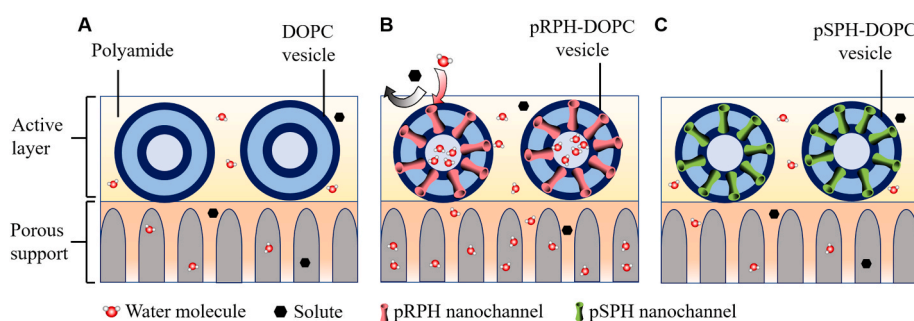 A
Polyamide
DOPC
vesicle
B
pRPH-DOPC
vesicle
C
pSPH-DOPC
vesicle
Active
layer
Porous
support
Water molecule
Solute
pRPH nanochannel
pSPH nanochannel